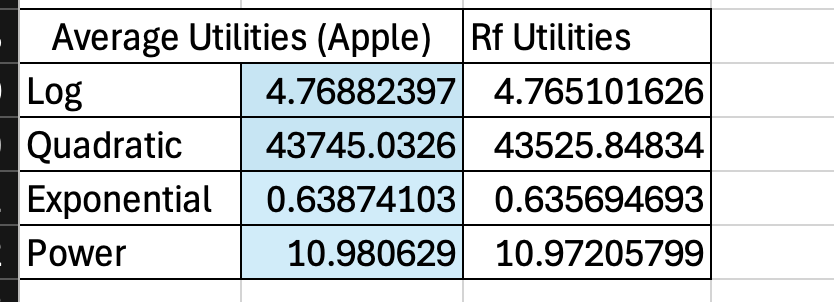 Average Utilities (Apple) Rf Utilities
Log 4.76882397 4.765101626
Quadratic 43745.0326 43525.84834
Exponential 0.63874103 0.635694693
Power 10.980629 10.97205799